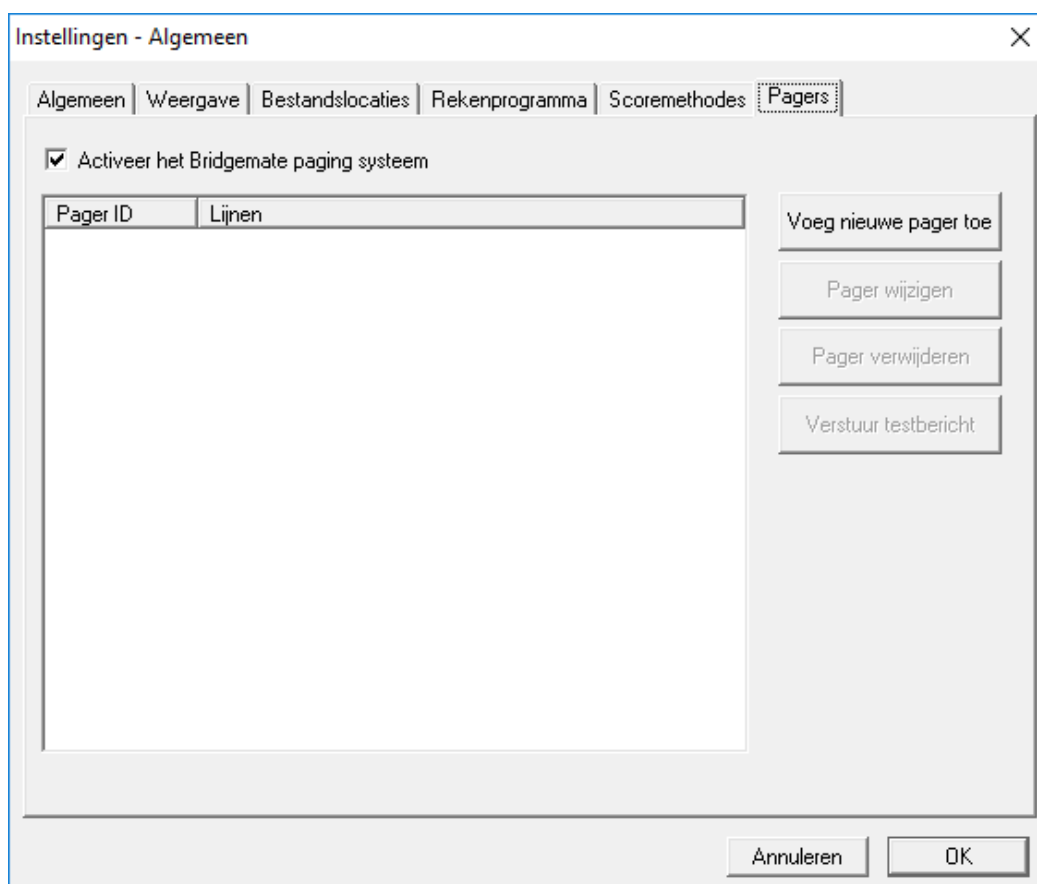 Instellingen - Algemeen
Algemeen Weergave Bestandslocaties Rekenprogramma Scoremethodes Pagers
Activeer het Bridgemate paging systeem
Pager ID Lijnen
Voeg nieuwe pager toe
Pager wijzigen
Pager verwijderen
Verstuur testbericht
Annuleren OK